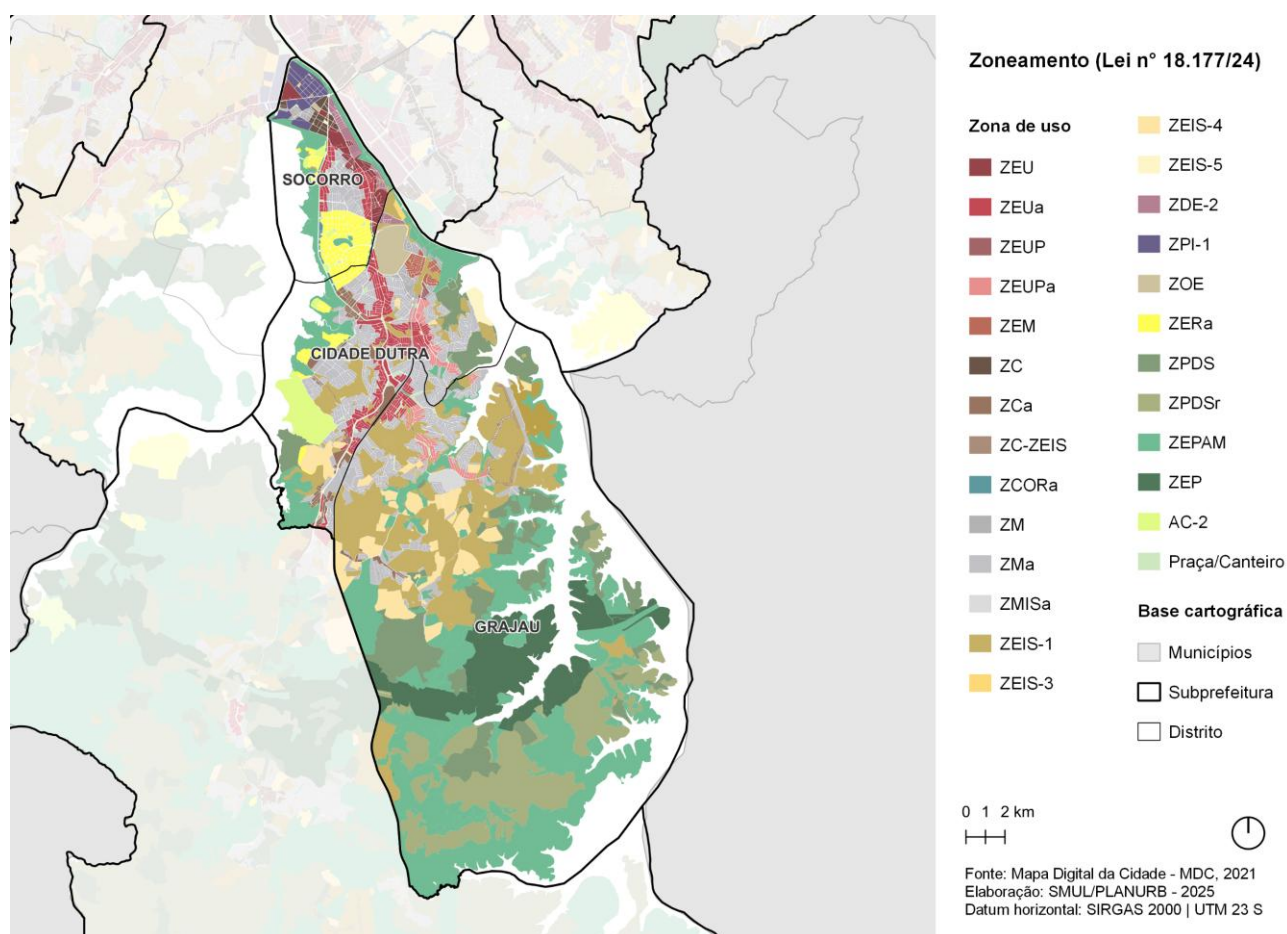 SOCORRO
CIDADE DUTRA
GRAJAÚ
Zoneamento (Lei n° 18.177/24)
Zona de uso
ZEU
ZEUa
ZEUP
ZEUPa
ZEM
ZC
ZCa
ZC-ZEIS
ZCORa
ZM
ZMa
ZMISa
ZEIS-1
ZEIS-3
ZEIS-4
ZEIS-5
ZDE-2
ZPI-1
ZOE
ZERa
ZPDS
ZPDSr
ZEPAM
ZEP
AC-2
Praça/Canteiro
Base cartográfica
Municípios
Subprefeitura
Distrito
0 1 2 km
Fonte: Mapa Digital da Cidade - MDC, 2021
Elaboração: SMUL/PLANURB - 2025
Datum horizontal: SIRGAS 2000 | UTM 23 S